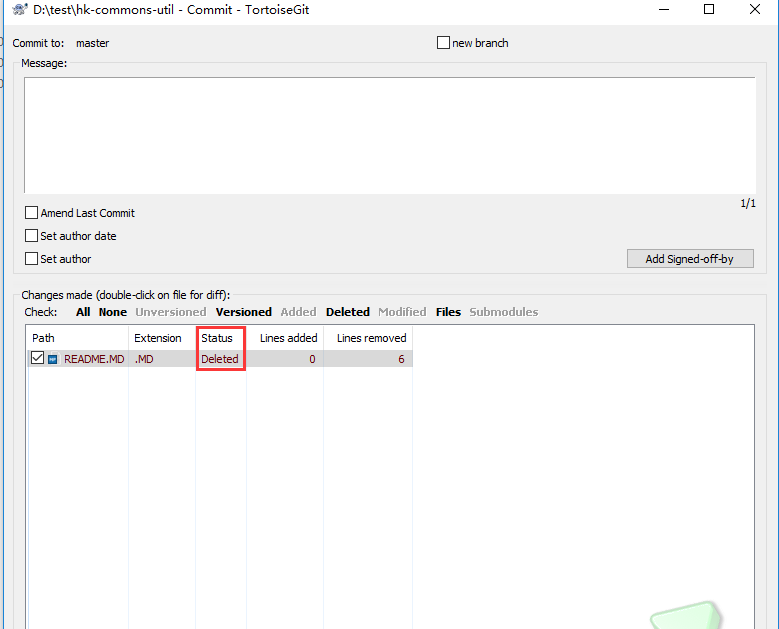 D:\test\hk-commons-util - Commit - TortoiseGit
Commit to: master new branch
Message:
1/1
Amend Last Commit
Set author date
Set author Add Signed-off-by
Changes made (double-click on file for diff):
Check: All None Unversioned Versioned Added Deleted Modified Files Submodules
Path Extension Status Lines added Lines removed
README.MD .MD Deleted 0 6